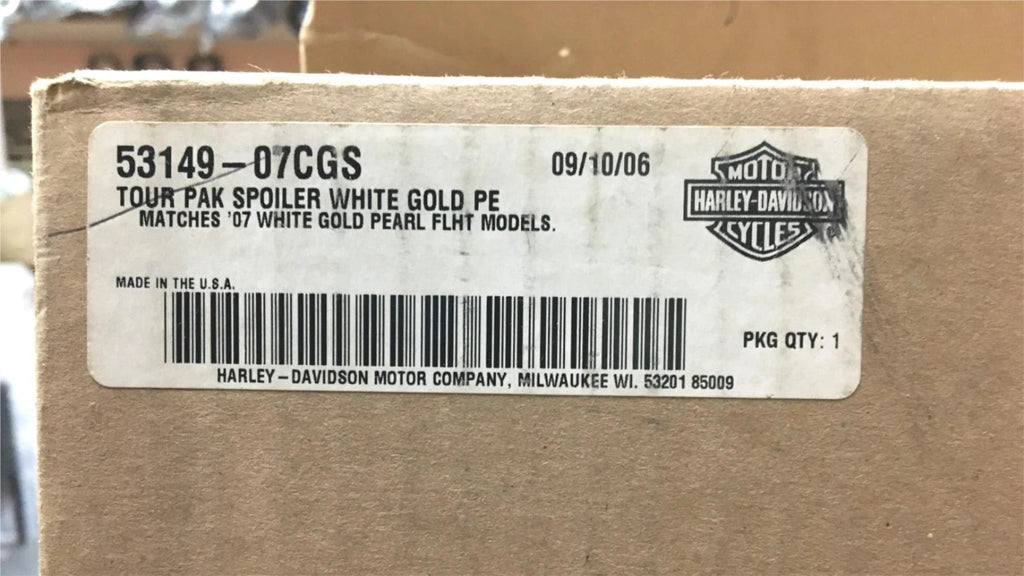 53149-07CGS 09/10/06
TOUR PAK SPOILER WHITE GOLD PE
MATCHES '07 WHITE GOLD PEARL FLHT MODELS.
MOTOR
HARLEY-DAVIDSON
CYCLES
MADE IN THE U.S.A.
PKG QTY: 1
HARLEY-DAVIDSON MOTOR COMPANY, MILWAUKEE WI. 53201 85009